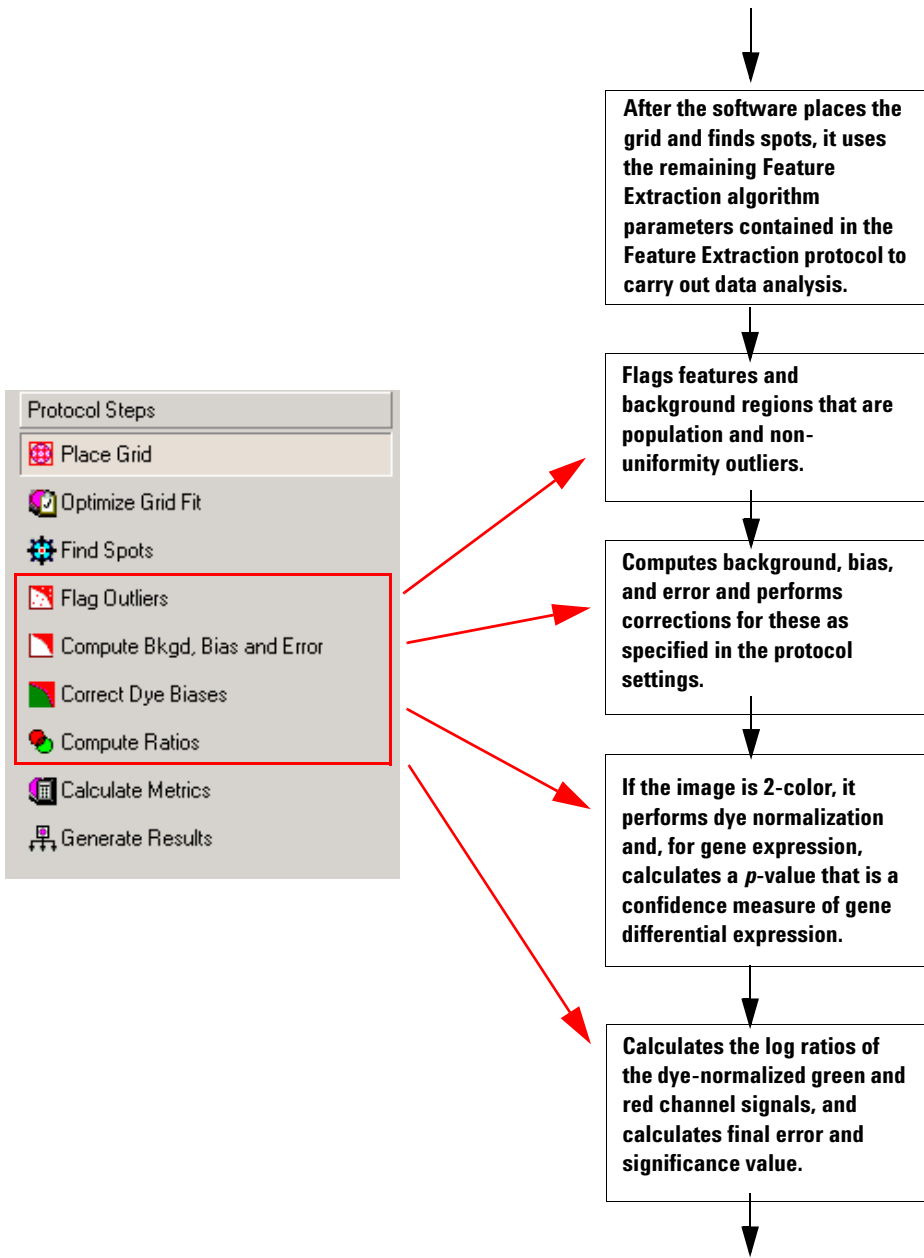 After the software places the
grid and finds spots, it uses
the remaining Feature
Extraction algorithm
parameters contained in the
Feature Extraction protocol to
carry out data analysis.
Flags features and
background regions that are
population and non-
uniformity outliers.
Protocol Steps
Place Grid
Optimize Grid Fit
Find Spots
Flag Outliers
Compute Bkgd, Bias and Error
Correct Dye Biases
Compute Ratios
Calculate Metrics
Generate Results
Computes background, bias,
and error and performs
corrections for these as
specified in the protocol
settings.
If the image is 2-color, it
performs dye normalization
and, for gene expression,
calculates a p-value that is a
confidence measure of gene
differential expression.
Calculates the log ratios of
the dye-normalized green and
red channel signals, and
calculates final error and
significance value.